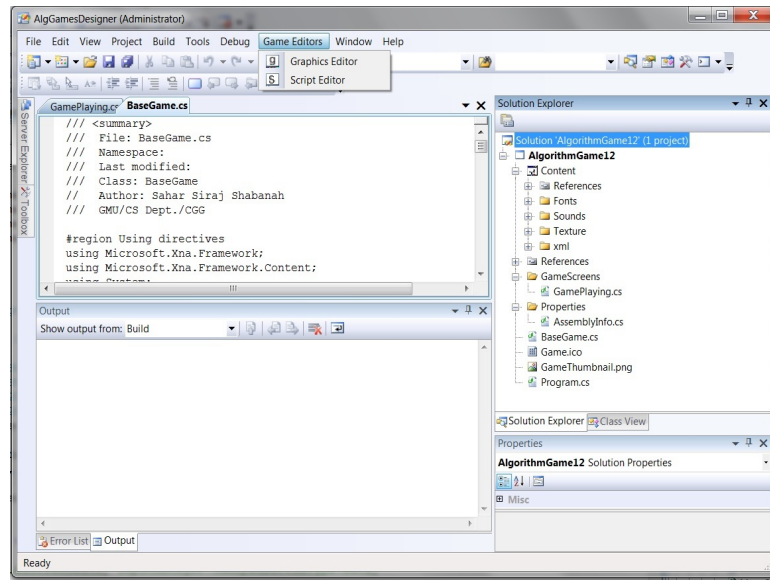 AlgGamesDesigner (Administrator)
File Edit View Project Build Tools Debug Game Editors Window Help
g Graphics Editor
S Script Editor
Server Explorer
Toolbox
GamePlaying.cs BaseGame.cs
/// <summary>
/// File: BaseGame.cs
/// Namespace:
/// Last modified:
/// Class: BaseGame
// Author: Sahar Siraj Shabanah
/// GMU/CS Dept./CGG
#region Using directives
using Microsoft.Xna.Framework;
using Microsoft.Xna.Framework.Content;
using System;
Output
Show output from: Build
Error List Output
Ready
Solution Explorer
Solution 'AlgorithmGame12' (1 project)
AlgorithmGame12
Content
References
Fonts
Sounds
Texture
xml
References
GameScreens
GamePlaying.cs
Properties
AssemblyInfo.cs
BaseGame.cs
Game.ico
GameThumbnail.png
Program.cs
Solution Explorer Class View
Properties
AlgorithmGame12 Solution Properties
Misc